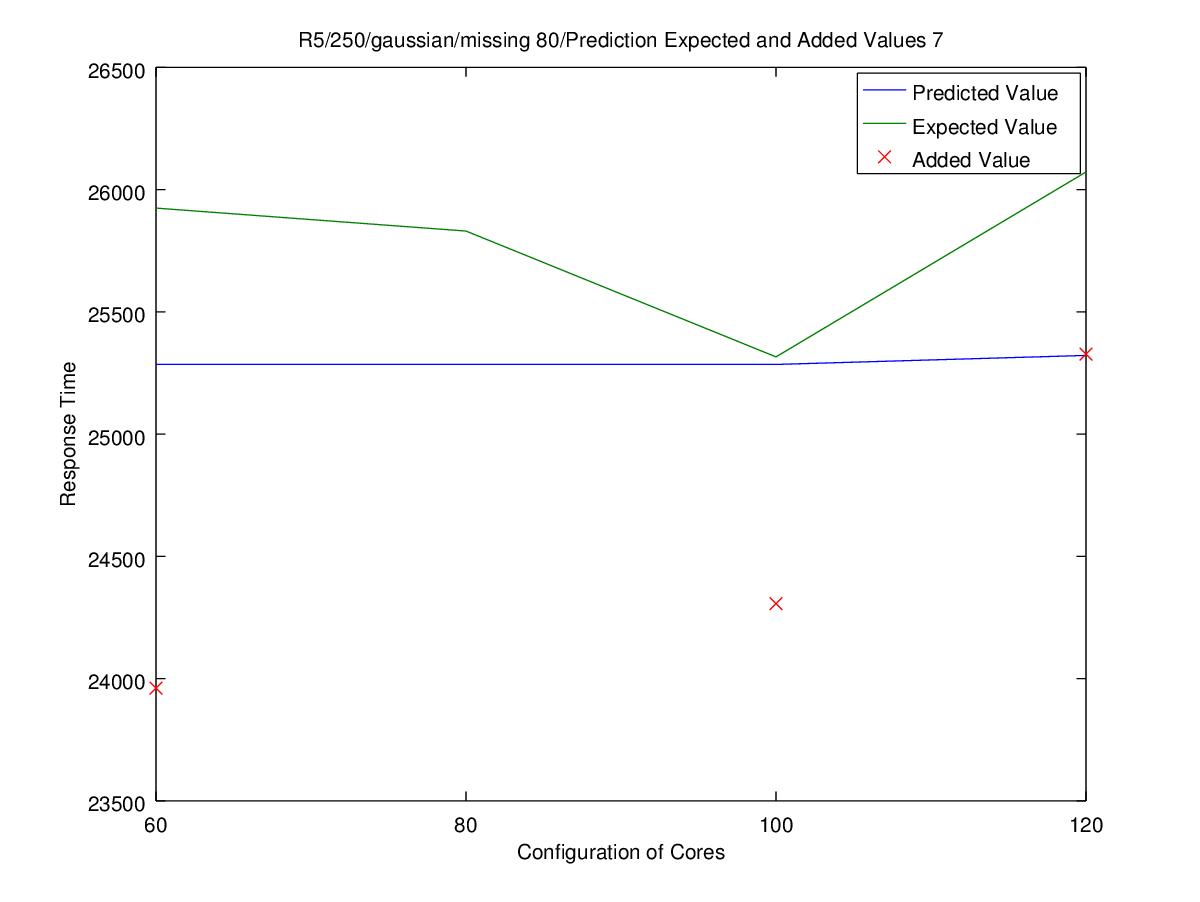 R5/250/gaussian/missing 80/Prediction Expected and Added Values 7
26500
26000
25500
25000
24500
24000
23500
Response Time
Predicted Value
Expected Value
Added Value
60
80
100
120
Configuration of Cores